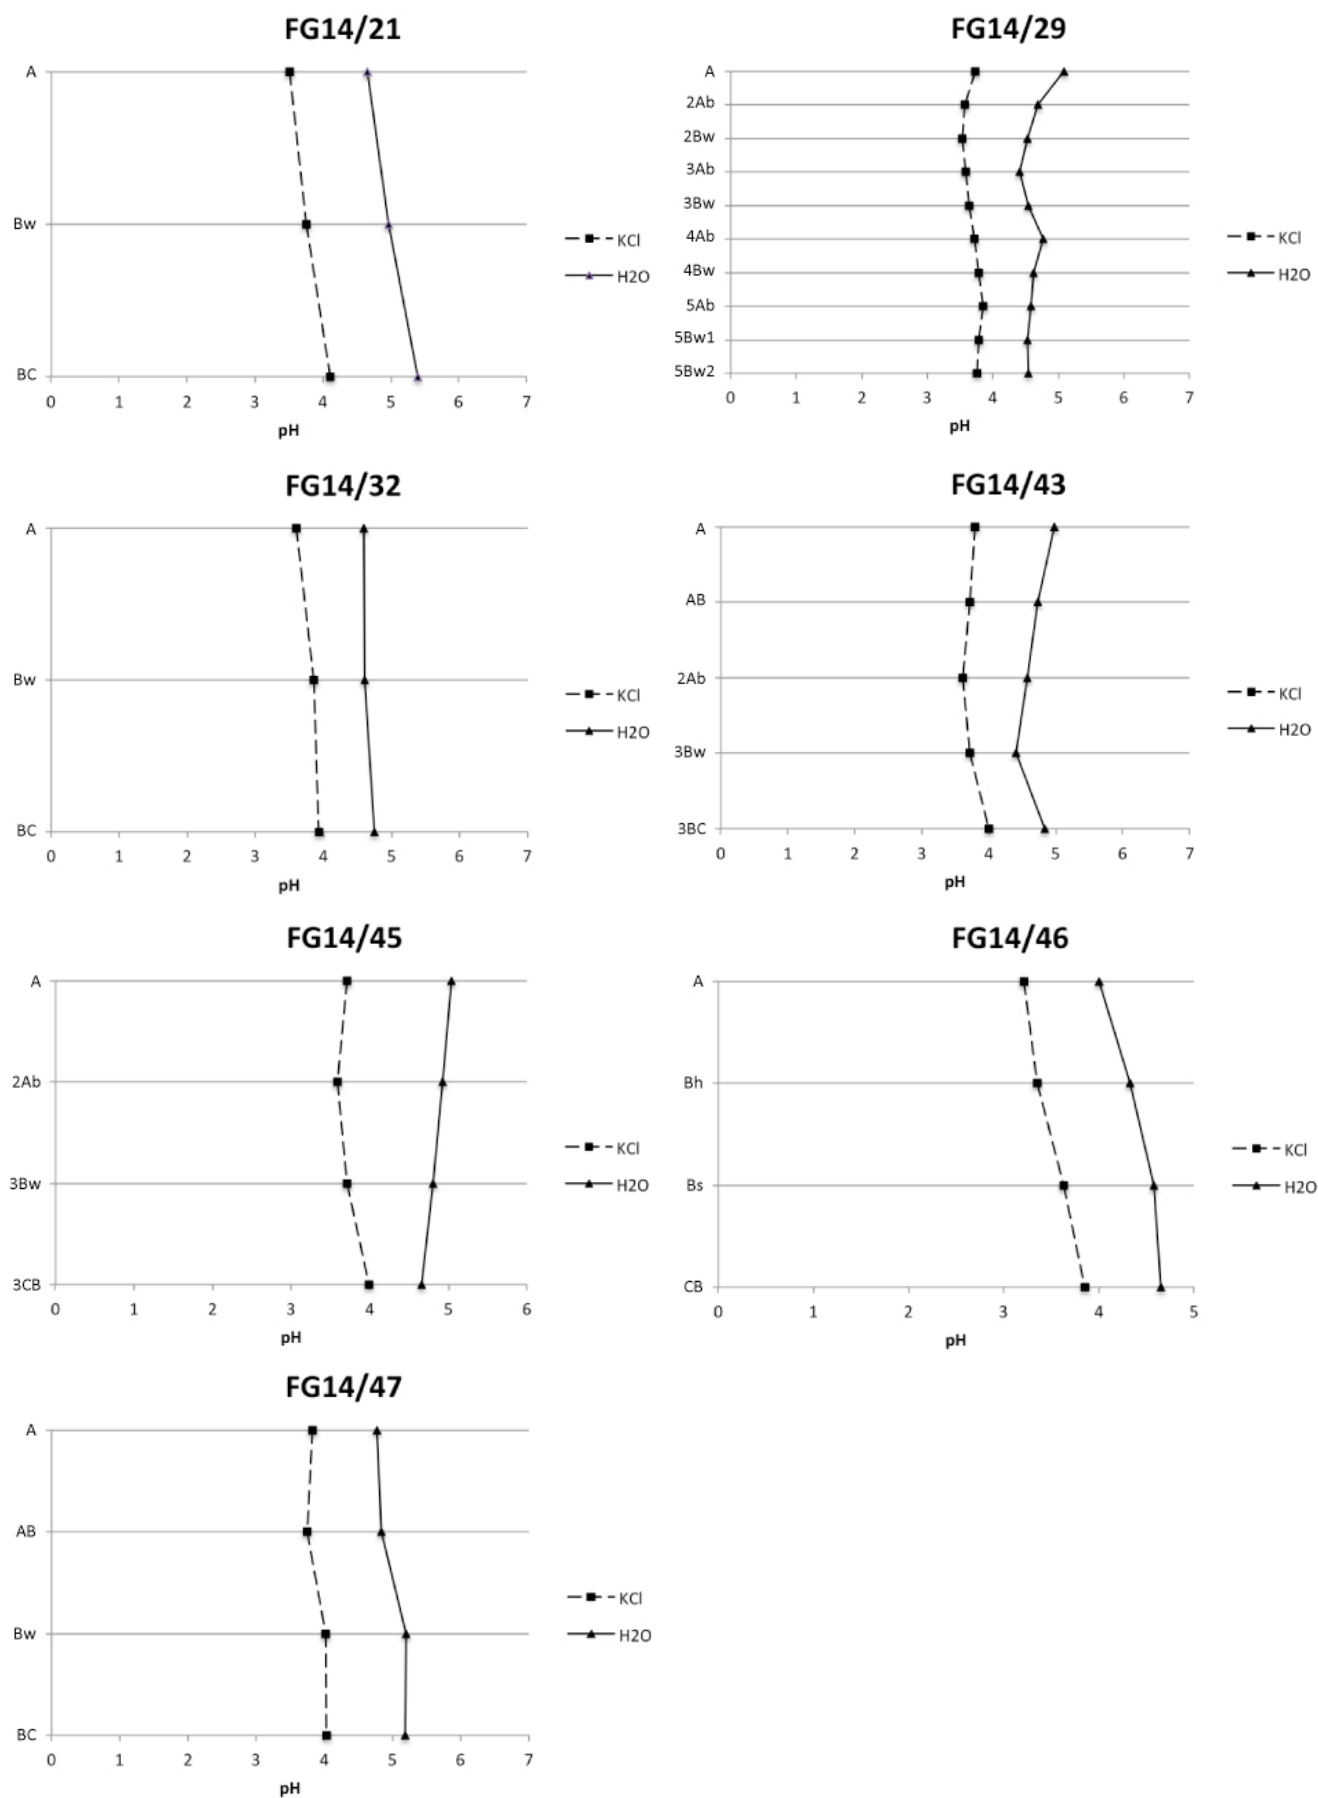 FG14/21
A
Bw
BC
0 1 2 3 4 5 6 7
pH
KCl
H2O
FG14/29
A
2Ab
2Bw
3Ab
3Bw
4Ab
4Bw
5Ab
5Bw1
5Bw2
0 1 2 3 4 5 6 7
pH
KCl
H2O
FG14/32
A
Bw
BC
0 1 2 3 4 5 6 7
pH
KCl
H2O
FG14/43
A
AB
2Ab
3Bw
3BC
0 1 2 3 4 5 6 7
pH
KCl
H2O
FG14/45
A
2Ab
3Bw
3CB
0 1 2 3 4 5 6
pH
KCl
H2O
FG14/46
A
Bh
Bs
CB
0 1 2 3 4 5
pH
KCl
H2O
FG14/47
A
AB
Bw
BC
0 1 2 3 4 5 6 7
pH
KCl
H2O